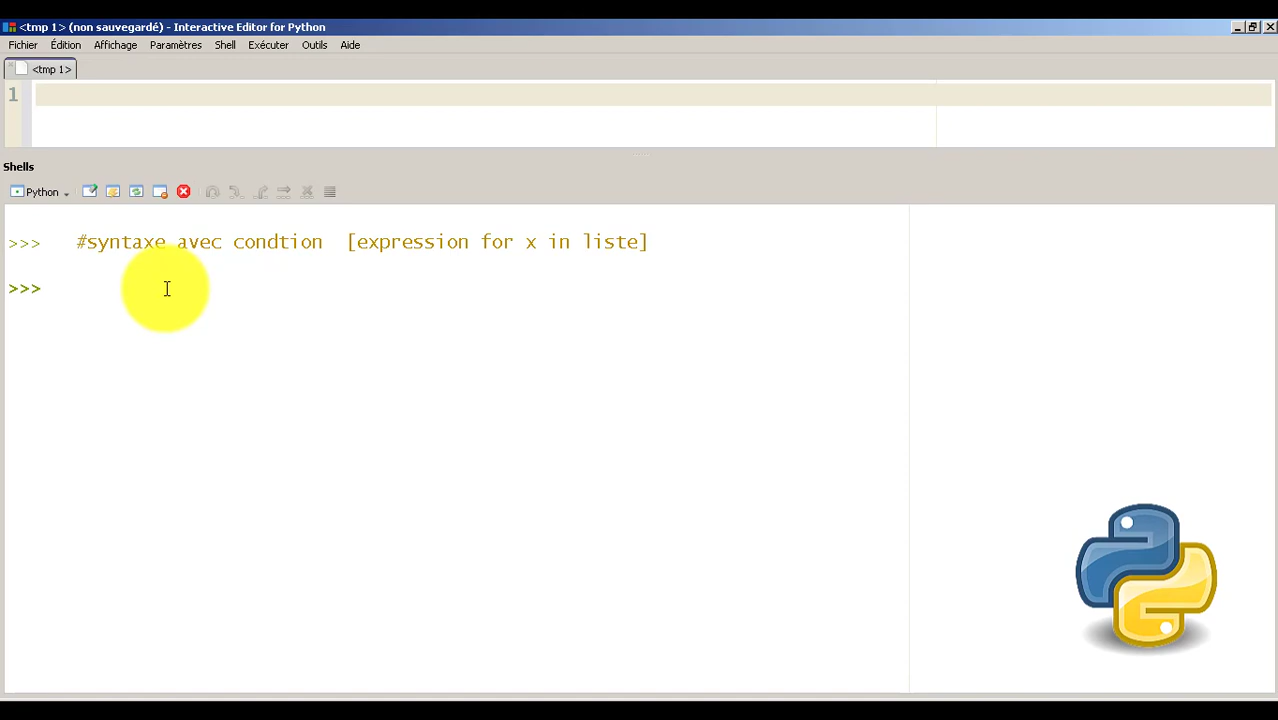 <tmp 1> (non sauvegardé) - Interactive Editor for Python
Fichier Édition Affichage Paramètres Shell Exécuter Outils Aide
<tmp 1>
1
Shells
Python
>>> #syntaxe avec condtion [expression for x in liste]
>>>